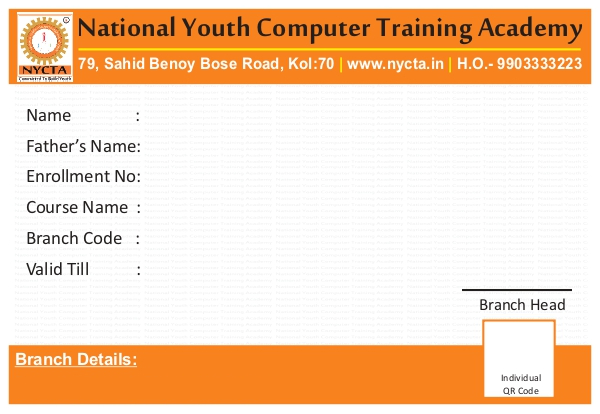 National Youth Computer Training Academy
NYCTA
Committed To Build Youth
79, Sahid Benoy Bose Road, Kol:70 | www.nycta.in | H.O.- 9903333223
Name :
Father's Name:
Enrollment No:
Course Name :
Branch Code :
Valid Till :
Branch Head
Branch Details:
Individual
QR Code